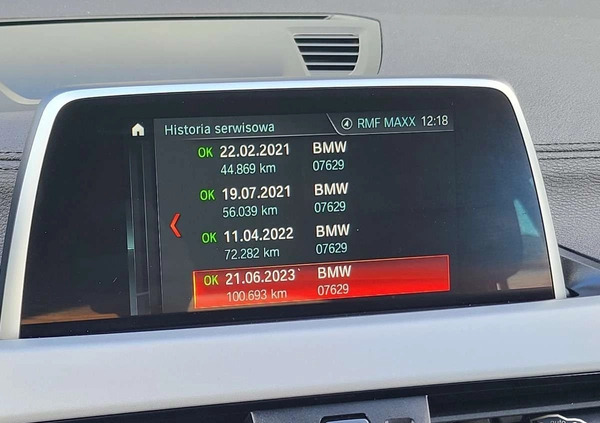 Historia serwisowa
4 RMF MAXX 12:18
OK 22.02.2021 BMW
44.869 km 07629
OK 19.07.2021 BMW
56.039 km 07629
OK 11.04.2022 BMW
72.282 km 07629
OK 21.06.2023 BMW
100.693 km 07629